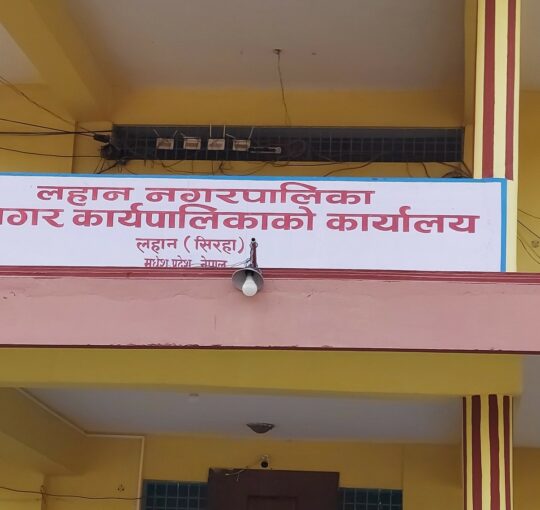 लहान नगरपालिका
नगर कार्यपालिकाको कार्यालय
लहान (सिरहा)
मधेश प्रदेश, नेपाल